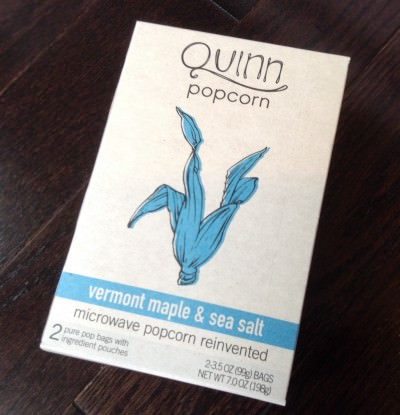 Quinn
popcorn
vermont maple & sea salt
microwave popcorn reinvented
2 pure pop bags with
ingredient pouches
2-3.5 OZ (99g) BAGS
NET WT 7.0 OZ (198g)